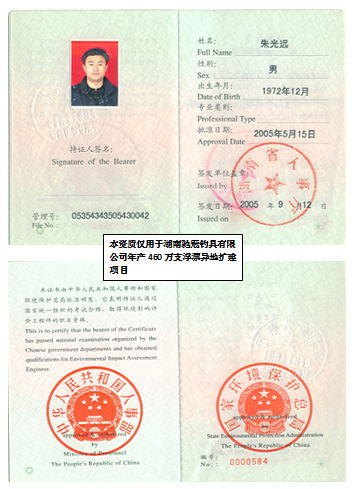 姓名: 朱光远
Full Name
性别: 男
Sex
出生年月: 1972年12月
Date of Birth
专业类别:
Professional Type
批准日期: 2005年5月15日
Approval Date
持证人签名:
Signature of the Bearer
签发单位盖章:
Issued by
签发日期: 2005 9 12
Issued on
管理号: 05354343505430042
File No.:
本资质仅用于湖南驰冠钓具有限
公司年产460万支浮漂异地扩建
项目
本证书由中华人民共和国人事部和国家
环境保护总局批准颁发。它表明持证人通过
国家统一组织的考试合格,取得环境影响评
价工程师的职业资格。
This is to certify that the bearer of the Certificate
has passed national examination organized by the
Chinese government departments and has obtained
qualifications for Environmental Impact Assessment
Engineer.
中华人民共和国人事部
approved & authorized
by
Ministry of Personnel
The People's Republic of China
国家环境保护总局
approved & authorized
by
State Environmental Protection Administration
The People's Republic of China
编号:
No.: 0000584